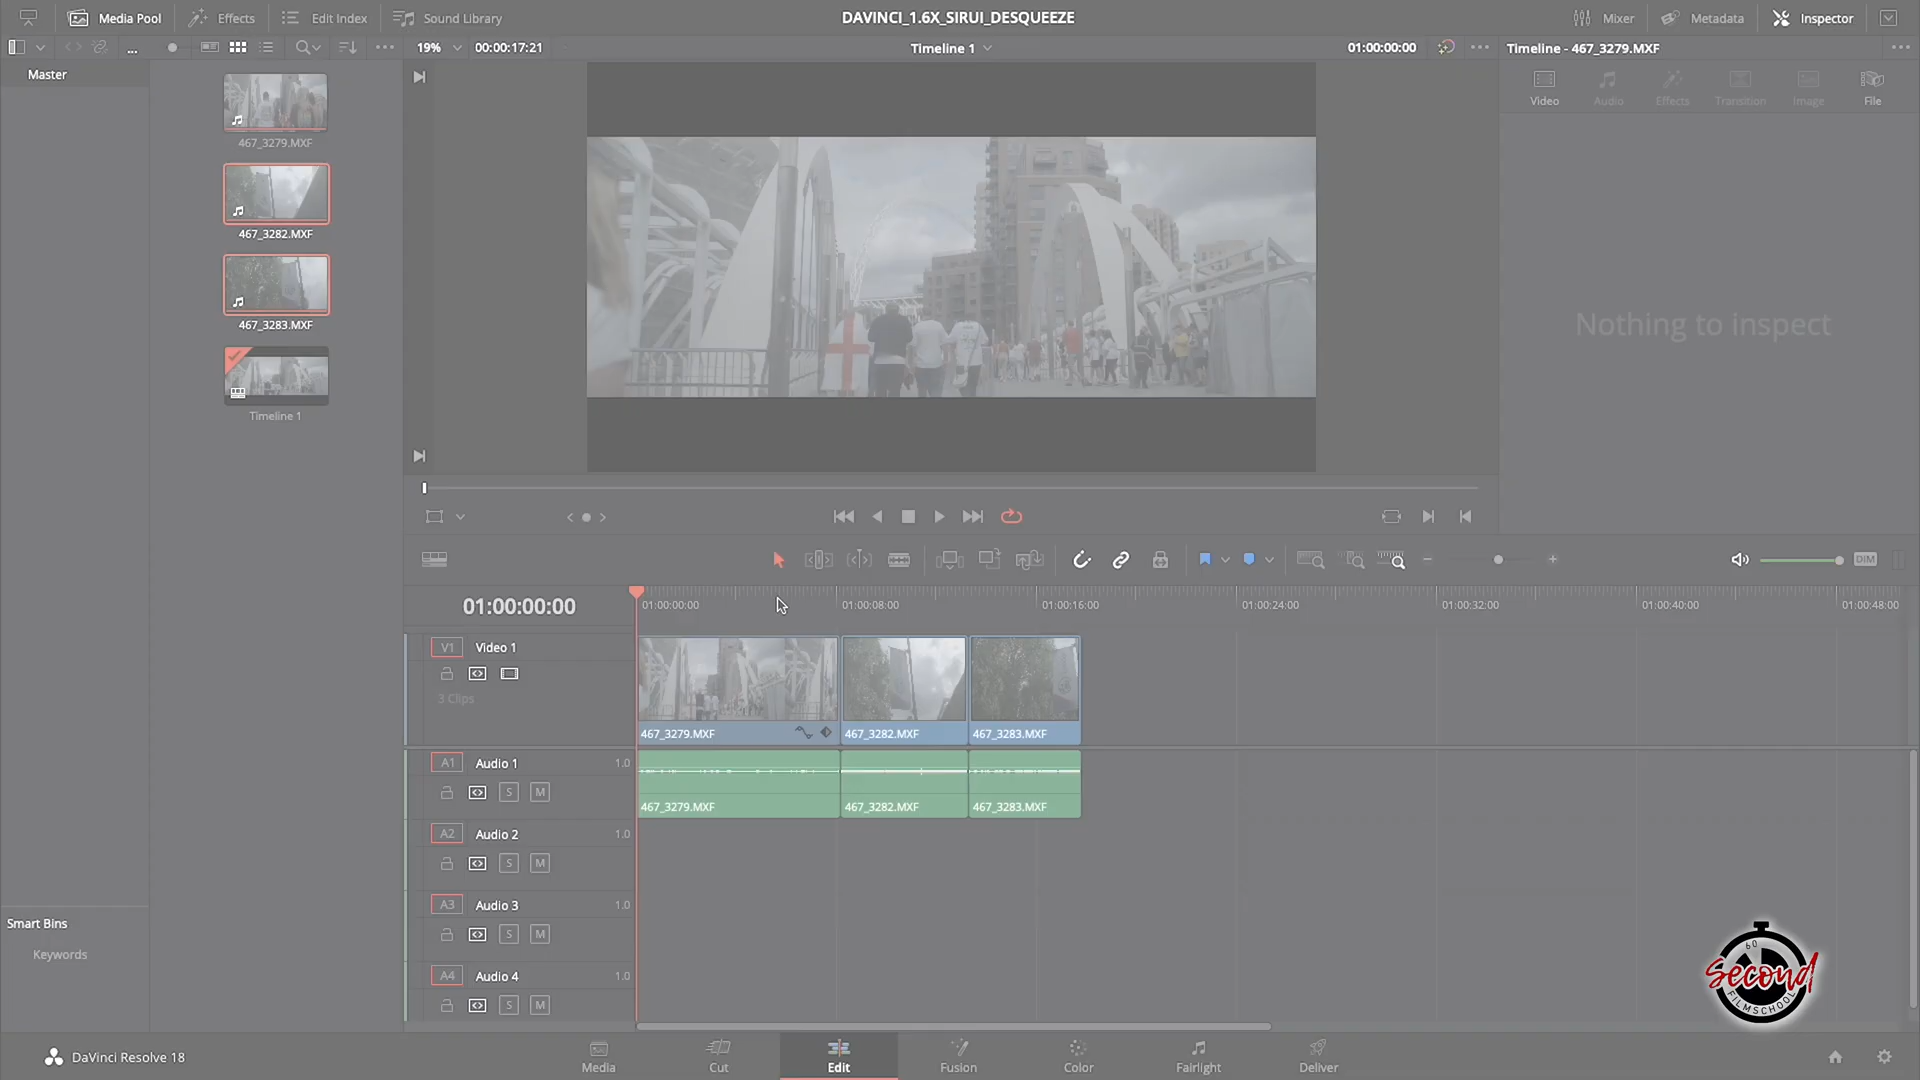 Media Pool
Effects
Edit Index
Sound Library
DAVINCI_1.6X_SIRUI_DESQUEEZE
Mixer
Metadata
Inspector
...
19%
00:00:17:21
Timeline 1
01:00:00:00
Timeline - 467_3279.MXF
Master
Video
Audio
Effects
Transition
Image
File
467_3279.MXF
467_3282.MXF
467_3283.MXF
Timeline 1
Nothing to inspect
DIM
01:00:00:00
01:00:00:00
01:00:08:00
01:00:16:00
01:00:24:00
01:00:32:00
01:00:40:00
01:00:48:00
V1
Video 1
3 Clips
467_3279.MXF
467_3282.MXF
467_3283.MXF
A1
Audio 1
1.0
S
M
467_3279.MXF
467_3282.MXF
467_3283.MXF
A2
Audio 2
1.0
S
M
A3
Audio 3
1.0
S
M
A4
Audio 4
1.0
S
M
Smart Bins
Keywords
60
Second
FILMSCHOOL
DaVinci Resolve 18
Media
Cut
Edit
Fusion
Color
Fairlight
Deliver